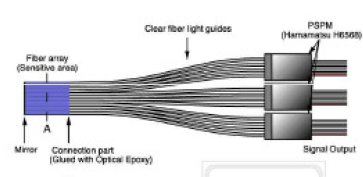 Clear fiber light guides
PSPM
(Hamamatsu H6568)
Fiber array
(Sensitive area)
A
Mirror
Connection part
(Glued with Optical Epoxy)
Signal Output